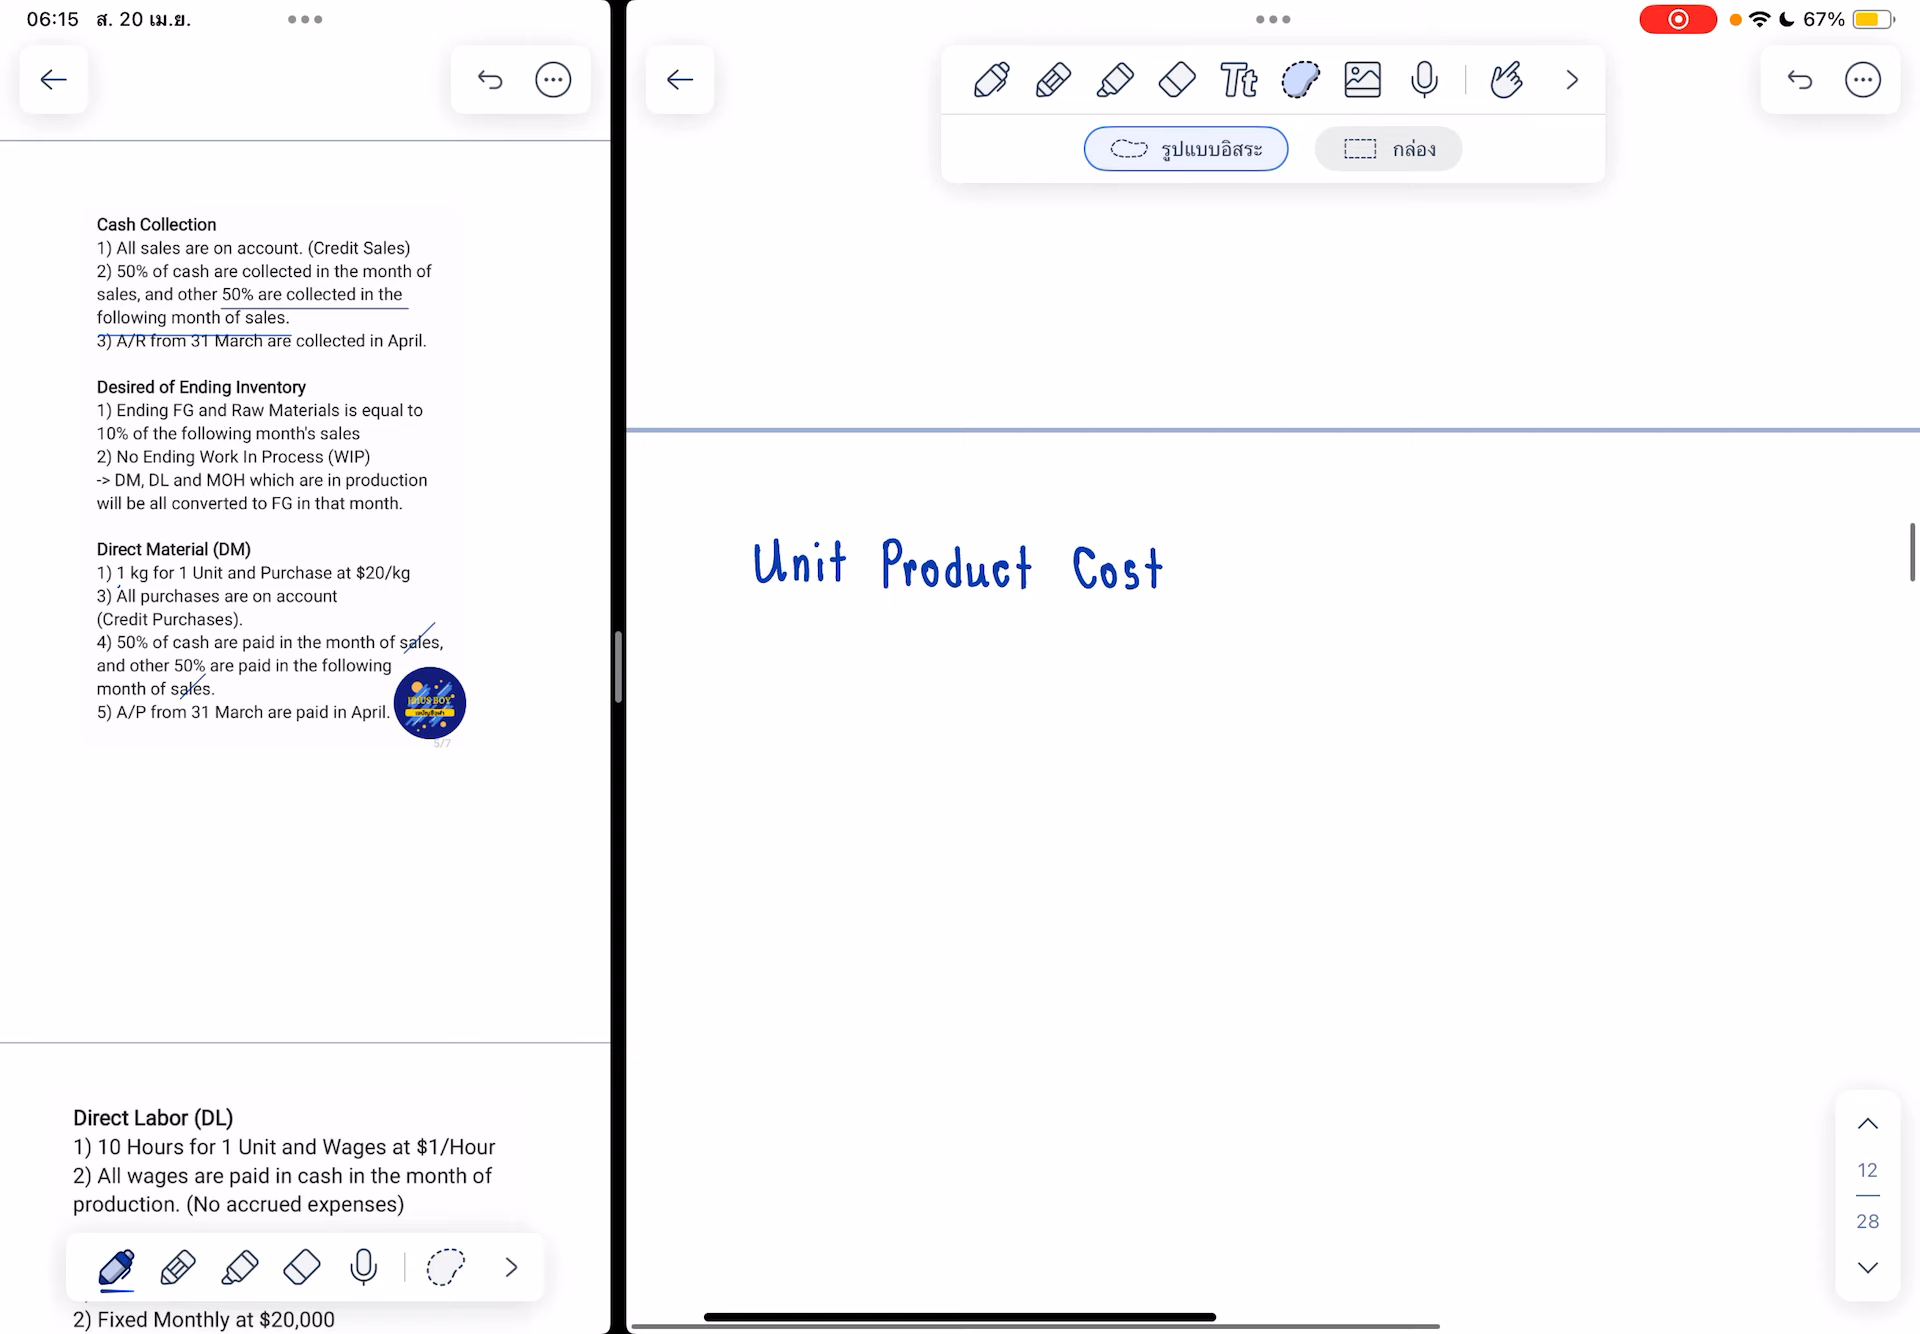 06:15 ส. 20 เม.ย.
67%
Tt
รูปแบบอิสระ
กล่อง
Cash Collection
1) All sales are on account. (Credit Sales)
2) 50% of cash are collected in the month of
sales, and other 50% are collected in the
following month of sales.
3) A/R from 31 March are collected in April.
Desired of Ending Inventory
1) Ending FG and Raw Materials is equal to
10% of the following month's sales
2) No Ending Work In Process (WIP)
-> DM, DL and MOH which are in production
will be all converted to FG in that month.
Direct Material (DM)
1) 1 kg for 1 Unit and Purchase at $20/kg
3) All purchases are on account
(Credit Purchases).
4) 50% of cash are paid in the month of sales,
and other 50% are paid in the following
month of sales.
5) A/P from 31 March are paid in April.
5/7
Direct Labor (DL)
1) 10 Hours for 1 Unit and Wages at $1/Hour
2) All wages are paid in cash in the month of
production. (No accrued expenses)
2) Fixed Monthly at $20,000
Unit Product Cost
12
28